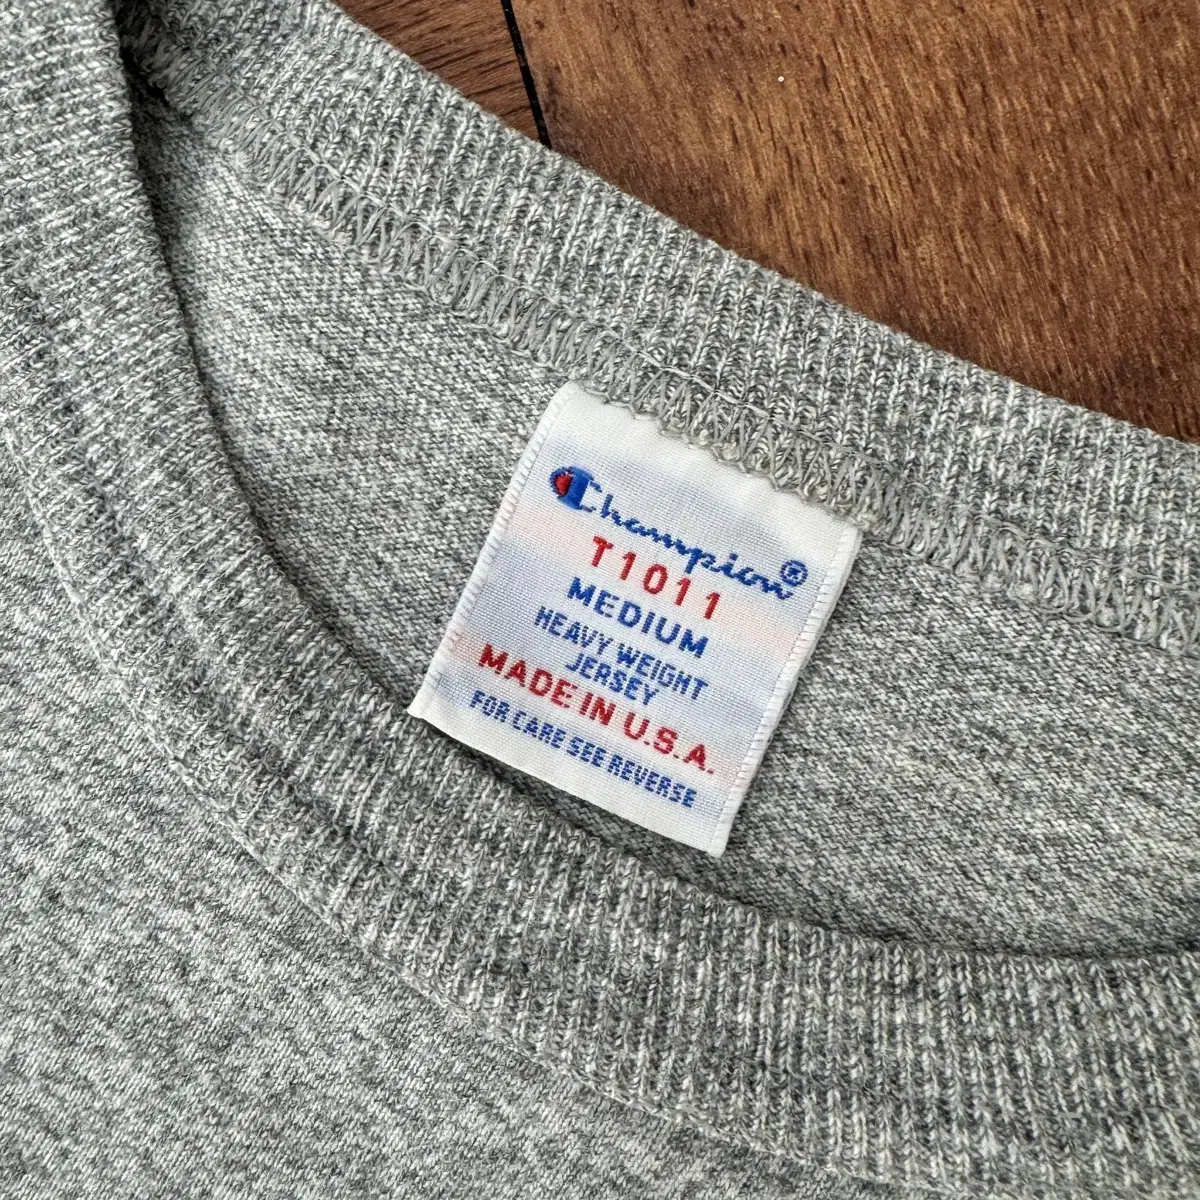 Champion®
T1011
MEDIUM
HEAVY WEIGHT
JERSEY
MADE IN U.S.A.
FOR CARE SEE REVERSE